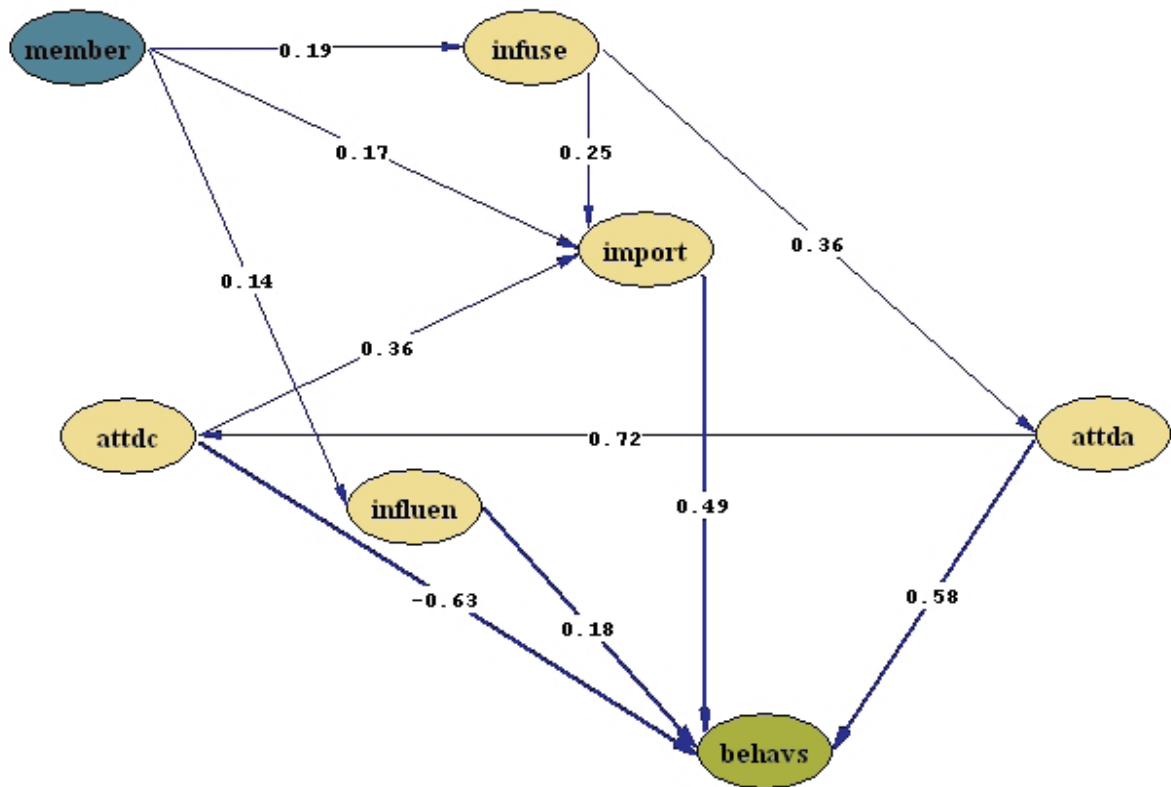 member
0.19
infuse
0.17
0.25
import
0.36
0.14
0.36
attdc
0.72
attda
influen
0.49
-0.63
0.18
0.58
behavs